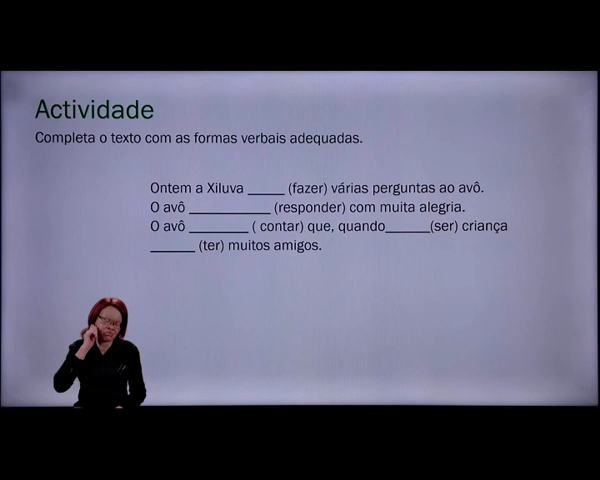 Actividade
Completa o texto com as formas verbais adequadas.
Ontem a Xiluva _____ (fazer) várias perguntas ao avô.
O avô ___________ (responder) com muita alegria.
O avô ________ ( contar) que, quando______(ser) criança
______ (ter) muitos amigos.